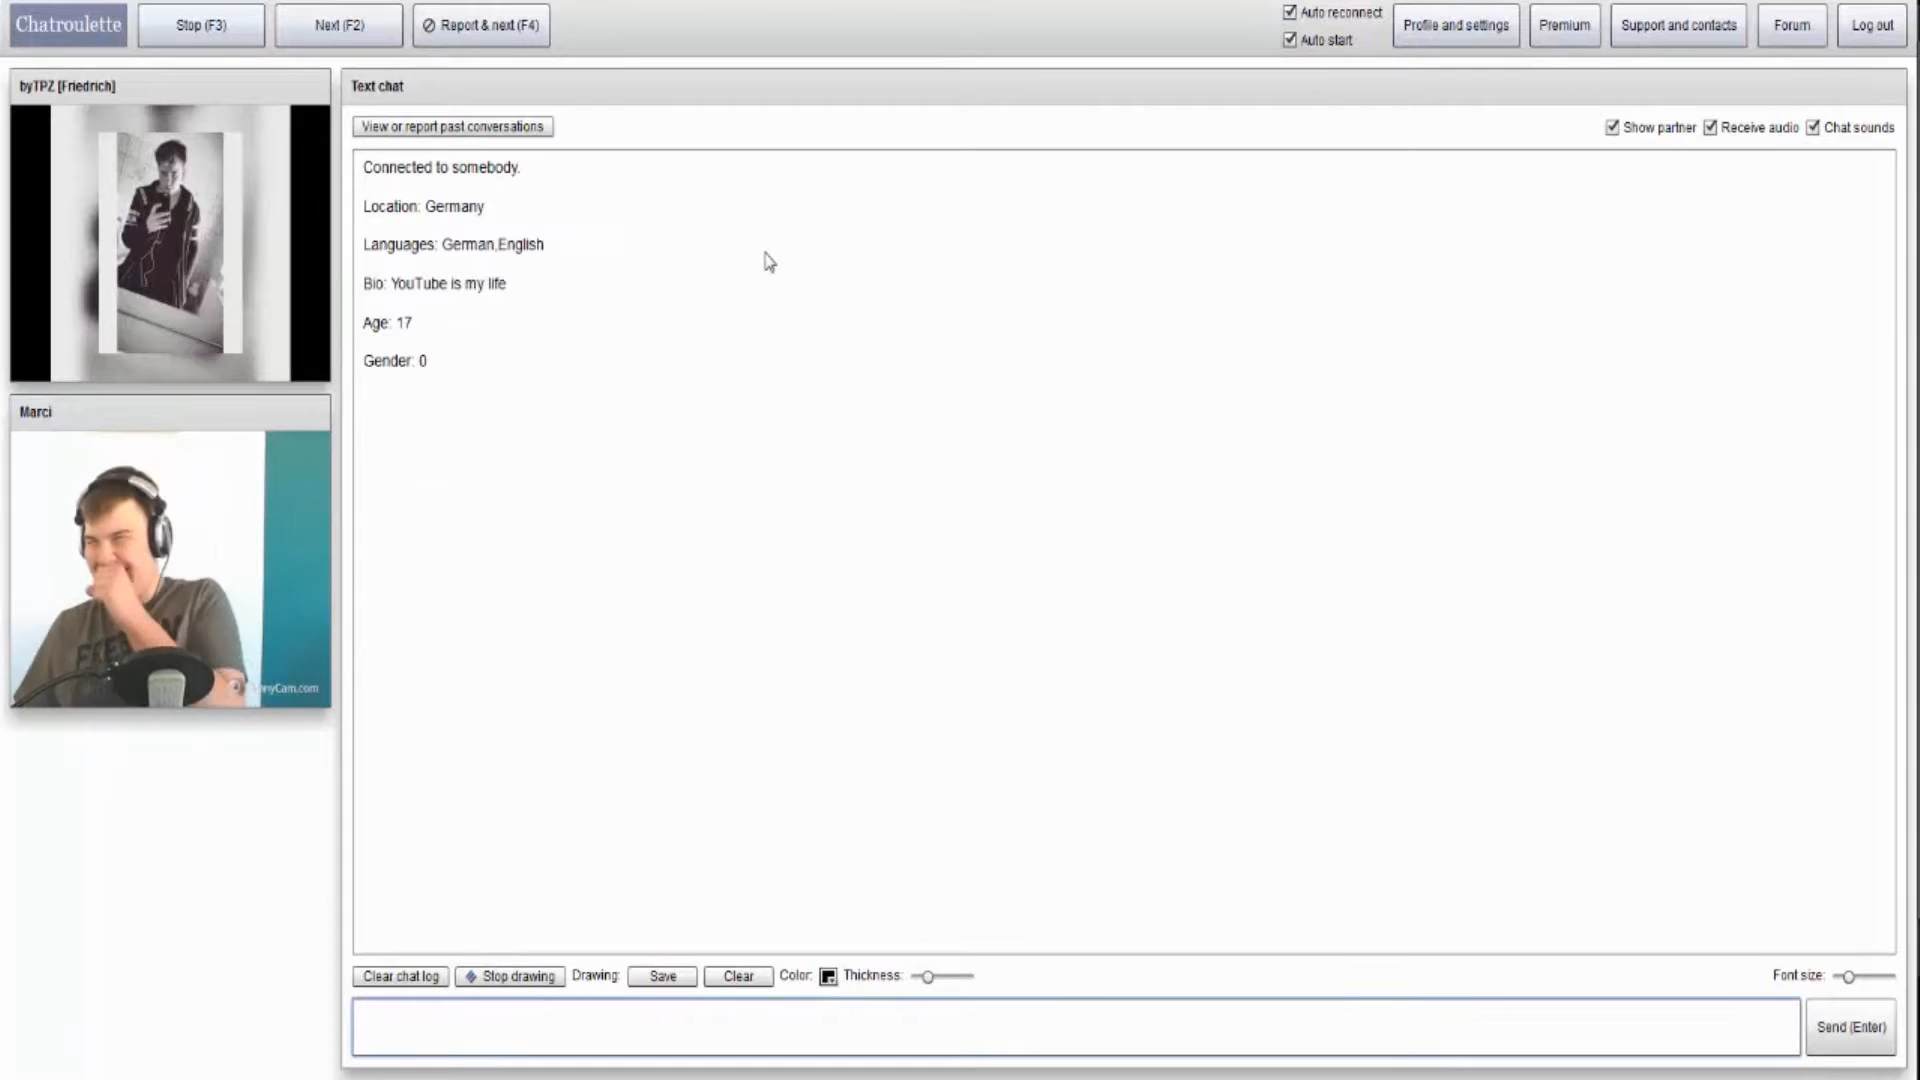 Chatroulette
Stop (F3)
Next (F2)
Report & next (F4)
Auto reconnect
Auto start
Profile and settings
Premium
Support and contacts
Forum
Log out
byTPZ [Friedrich]
Text chat
View or report past conversations
Show partner
Receive audio
Chat sounds
Connected to somebody.
Location: Germany
Languages: German,English
Bio: YouTube is my life
Age: 17
Gender: 0
Marci
Clear chat log
Stop drawing
Drawing:
Save
Clear
Color:
Thickness:
Font size:
Send (Enter)